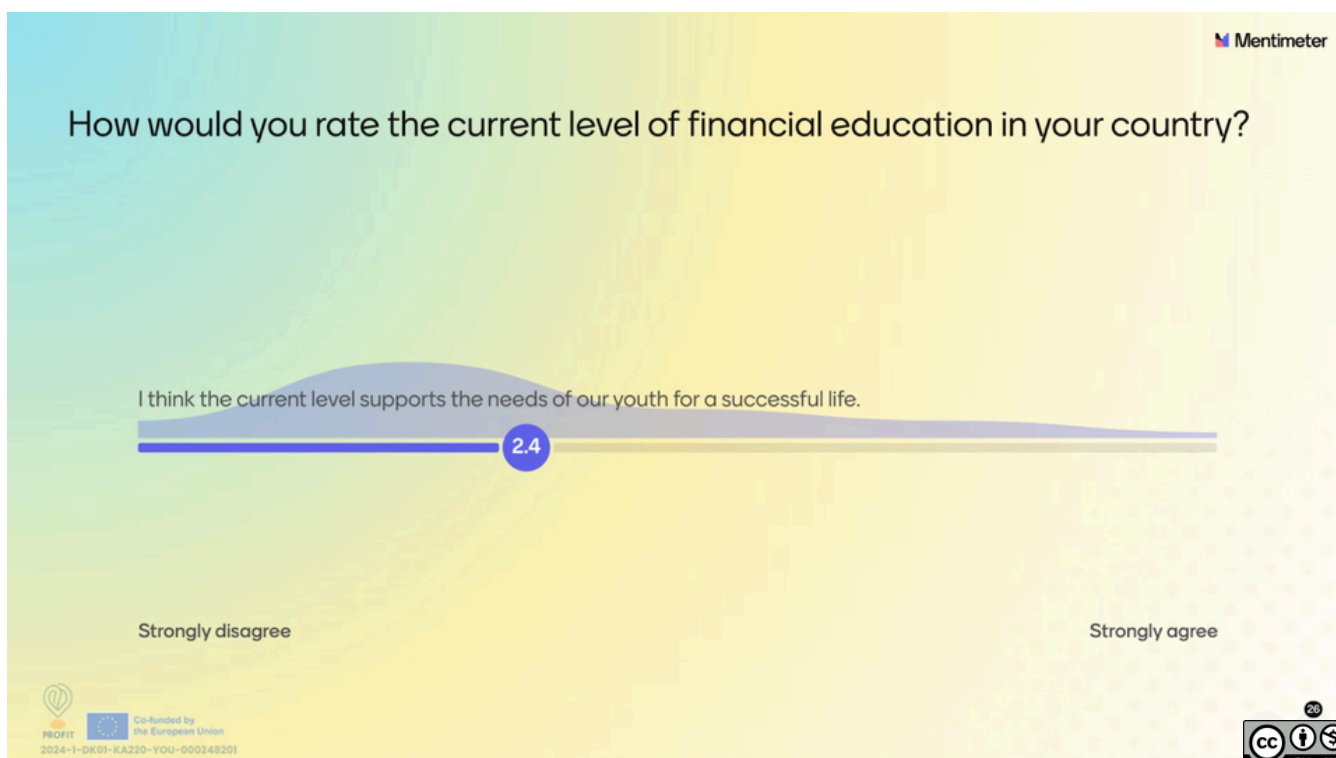 Mentimeter
How would you rate the current level of financial education in your country?
I think the current level supports the needs of our youth for a successful life.
2.4
Strongly disagree
Strongly agree
PROFIT
Co-funded by
the European Union
2024-1-DK01-KA220-YOU-000248201
26
cc